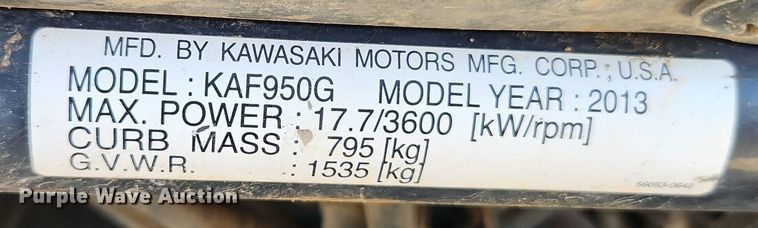 MFD. BY KAWASAKI MOTORS MFG. CORP., U.S.A.
MODEL : KAF950G MODEL YEAR : 2013
MAX. POWER : 17.7/3600 [kW/rpm]
CURB MASS : 795 [kg]
G.V.W.R. : 1535 [kg]
56053-0642
Purple Wave Auction